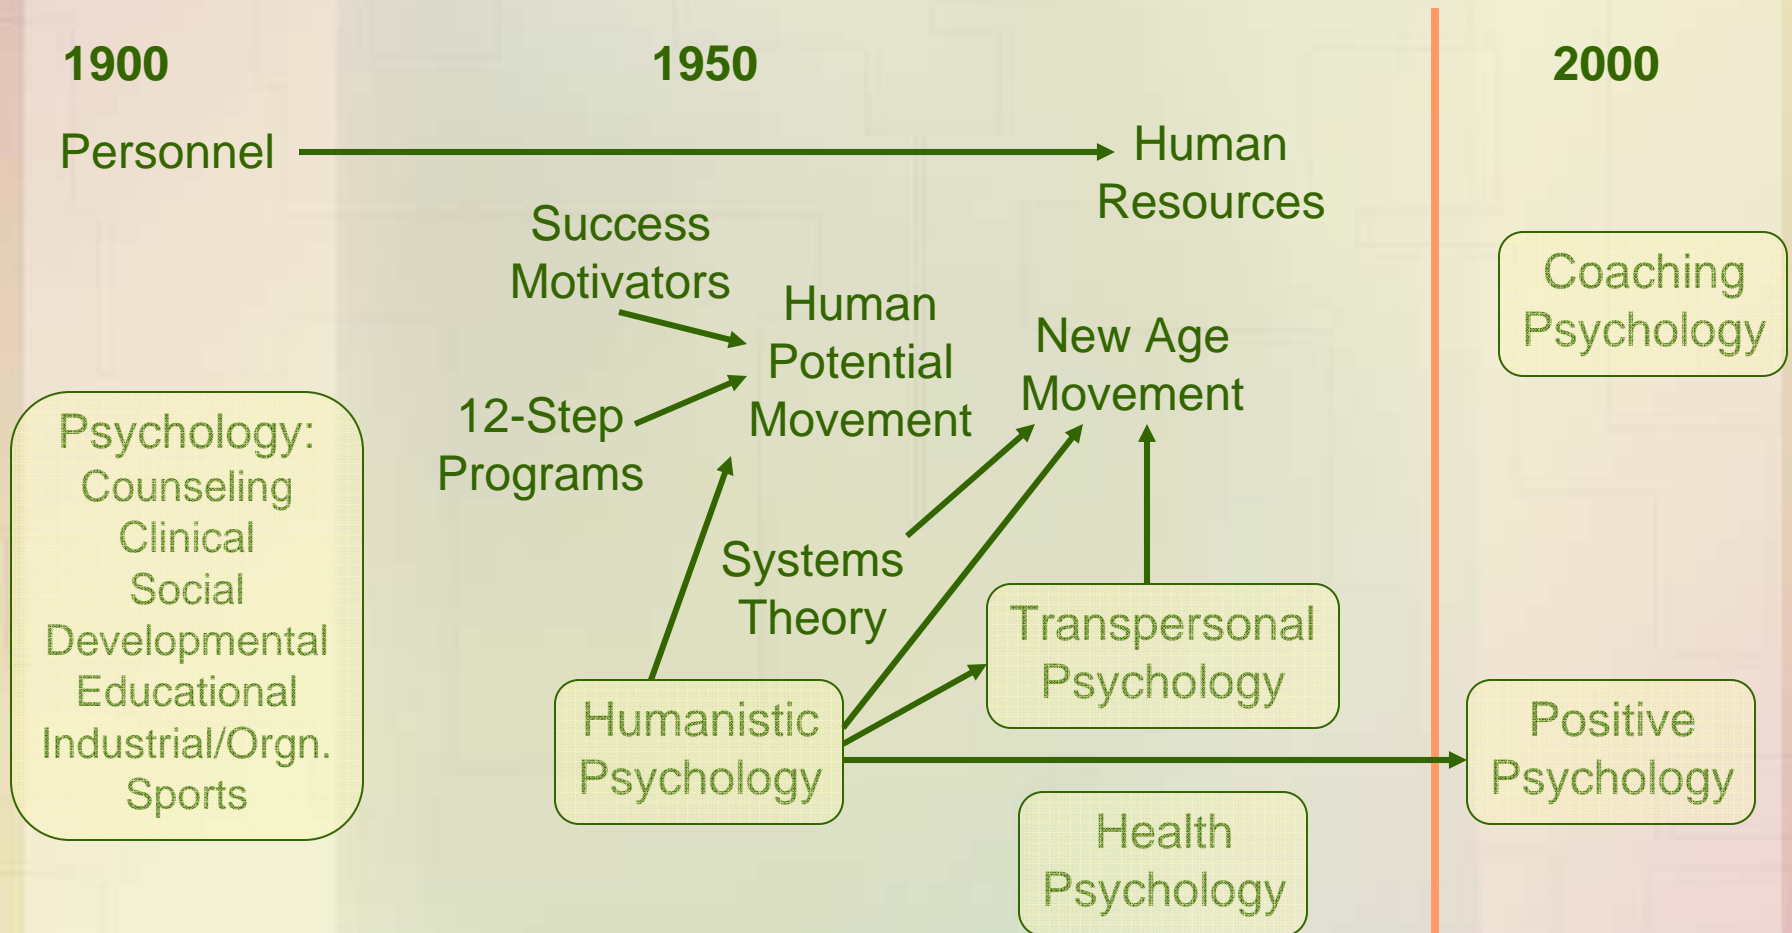 1900
1950
2000
Personnel
Human
Resources
Success
Motivators
Human
Potential
Movement
New Age
Movement
Coaching
Psychology
12-Step
Programs
Psychology:
Counseling
Clinical
Social
Developmental
Educational
Industrial/Orgn.
Sports
Systems
Theory
Transpersonal
Psychology
Humanistic
Psychology
Positive
Psychology
Health
Psychology